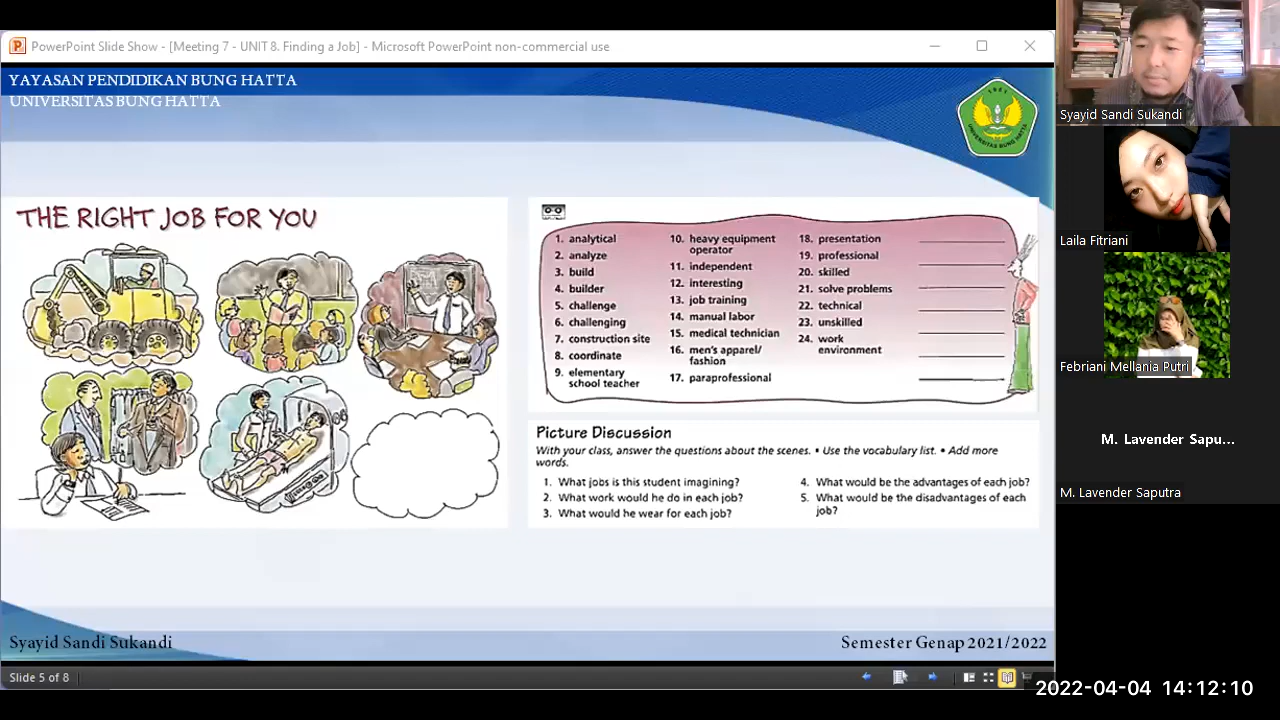 PowerPoint Slide Show - [Meeting 7 - UNIT 8. Finding a Job] - Microsoft PowerPoint non-commercial use
YAYASAN PENDIDIKAN BUNG HATTA
UNIVERSITAS BUNG HATTA
THE RIGHT JOB FOR YOU
1. analytical
2. analyze
3. build
4. builder
5. challenge
6. challenging
7. construction site
8. coordinate
9. elementary
school teacher
10. heavy equipment
operator
11. independent
12. interesting
13. job training
14. manual labor
15. medical technician
16. men's apparel/
fashion
17. paraprofessional
18. presentation
19. professional
20. skilled
21. solve problems
22. technical
23. unskilled
24. work
environment
Picture Discussion
With your class, answer the questions about the scenes. • Use the vocabulary list. • Add more
words.
1. What jobs is this student imagining?
2. What work would he do in each job?
3. What would he wear for each job?
4. What would be the advantages of each job?
5. What would be the disadvantages of each
job?
Syayid Sandi Sukandi
Semester Genap 2021/2022
Slide 5 of 8
Syayid Sandi Sukandi
Laila Fitriani
Febriani Mellania Putri
M. Lavender Sapu...
M. Lavender Saputra
2022-04-04 14:12:10